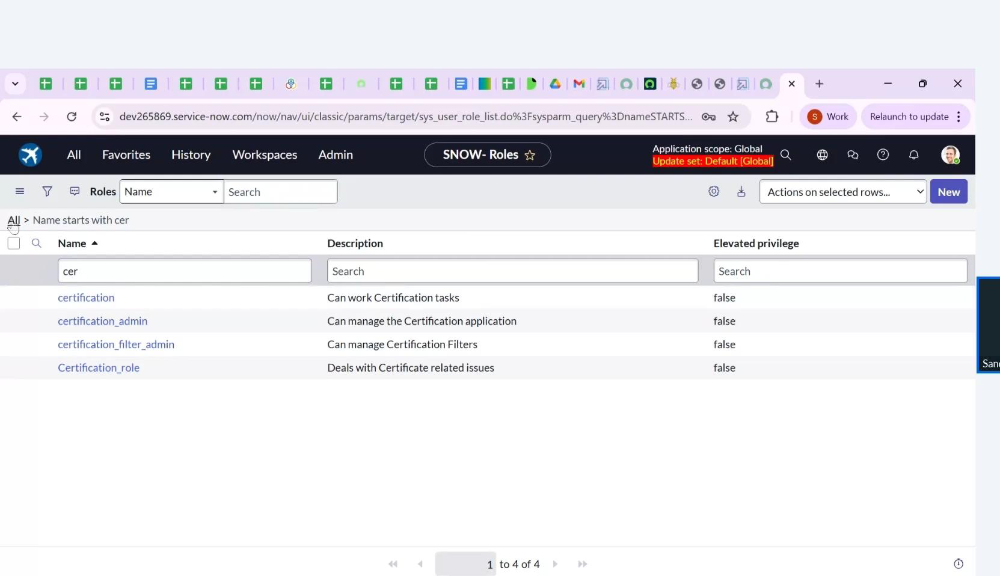 dev265869.service-now.com/now/nav/ui/classic/params/target/sys_user_role_list.do%3Fsysparm_query%3DnameSTARTS... S Work Relaunch to update
All Favorites History Workspaces Admin SNOW- Roles Application scope: Global
Update set: Default [Global]
Roles Name Search Actions on selected rows... New
All > Name starts with cer
Name Description Elevated privilege
cer Search Search
certification Can work Certification tasks false
certification_admin Can manage the Certification application false
certification_filter_admin Can manage Certification Filters false
Certification_role Deals with Certificate related issues false
1 to 4 of 4